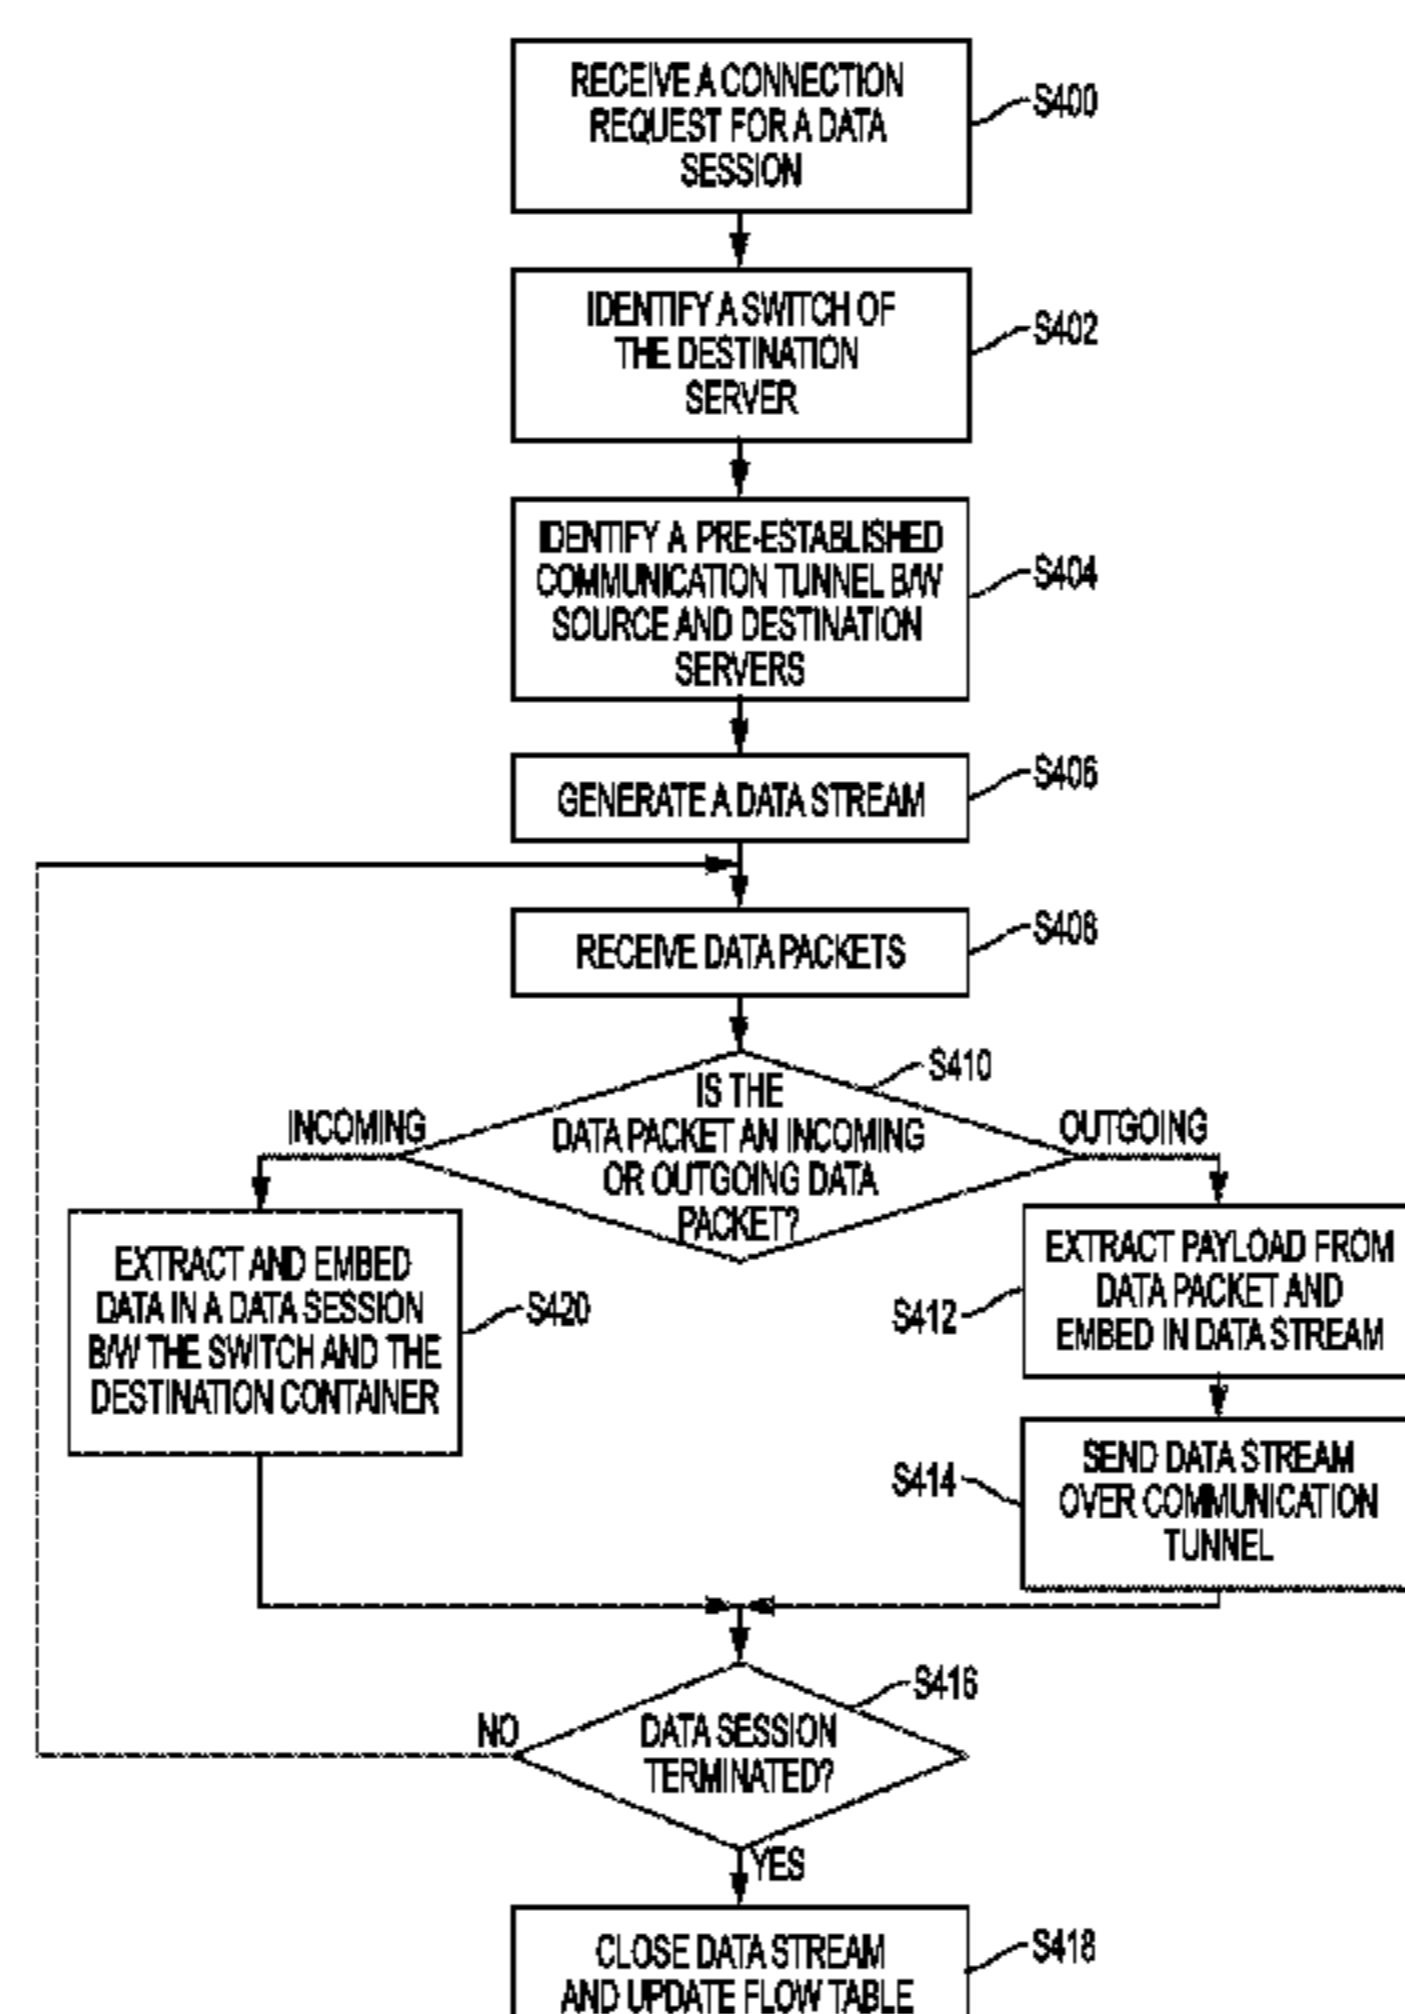 RECEIVE A CONNECTION
REQUEST FOR A DATA
SESSION
S400
IDENTIFY A SWITCH OF
THE DESTINATION
SERVER
S402
IDENTIFY A PRE-ESTABLISHED
COMMUNICATION TUNNEL B/W
SOURCE AND DESTINATION
SERVERS
S404
GENERATE A DATA STREAM
S406
RECEIVE DATA PACKETS
S408
S410
IS THE
DATA PACKET AN INCOMING
OR OUTGOING DATA
PACKET?
INCOMING
OUTGOING
EXTRACT AND EMBED
DATA IN A DATA SESSION
B/W THE SWITCH AND THE
DESTINATION CONTAINER
S420
EXTRACT PAYLOAD FROM
DATA PACKET AND
EMBED IN DATA STREAM
S412
SEND DATA STREAM
OVER COMMUNICATION
TUNNEL
S414
S416
DATA SESSION
TERMINATED?
NO
YES
CLOSE DATA STREAM
AND UPDATE FLOW TABLE
S418